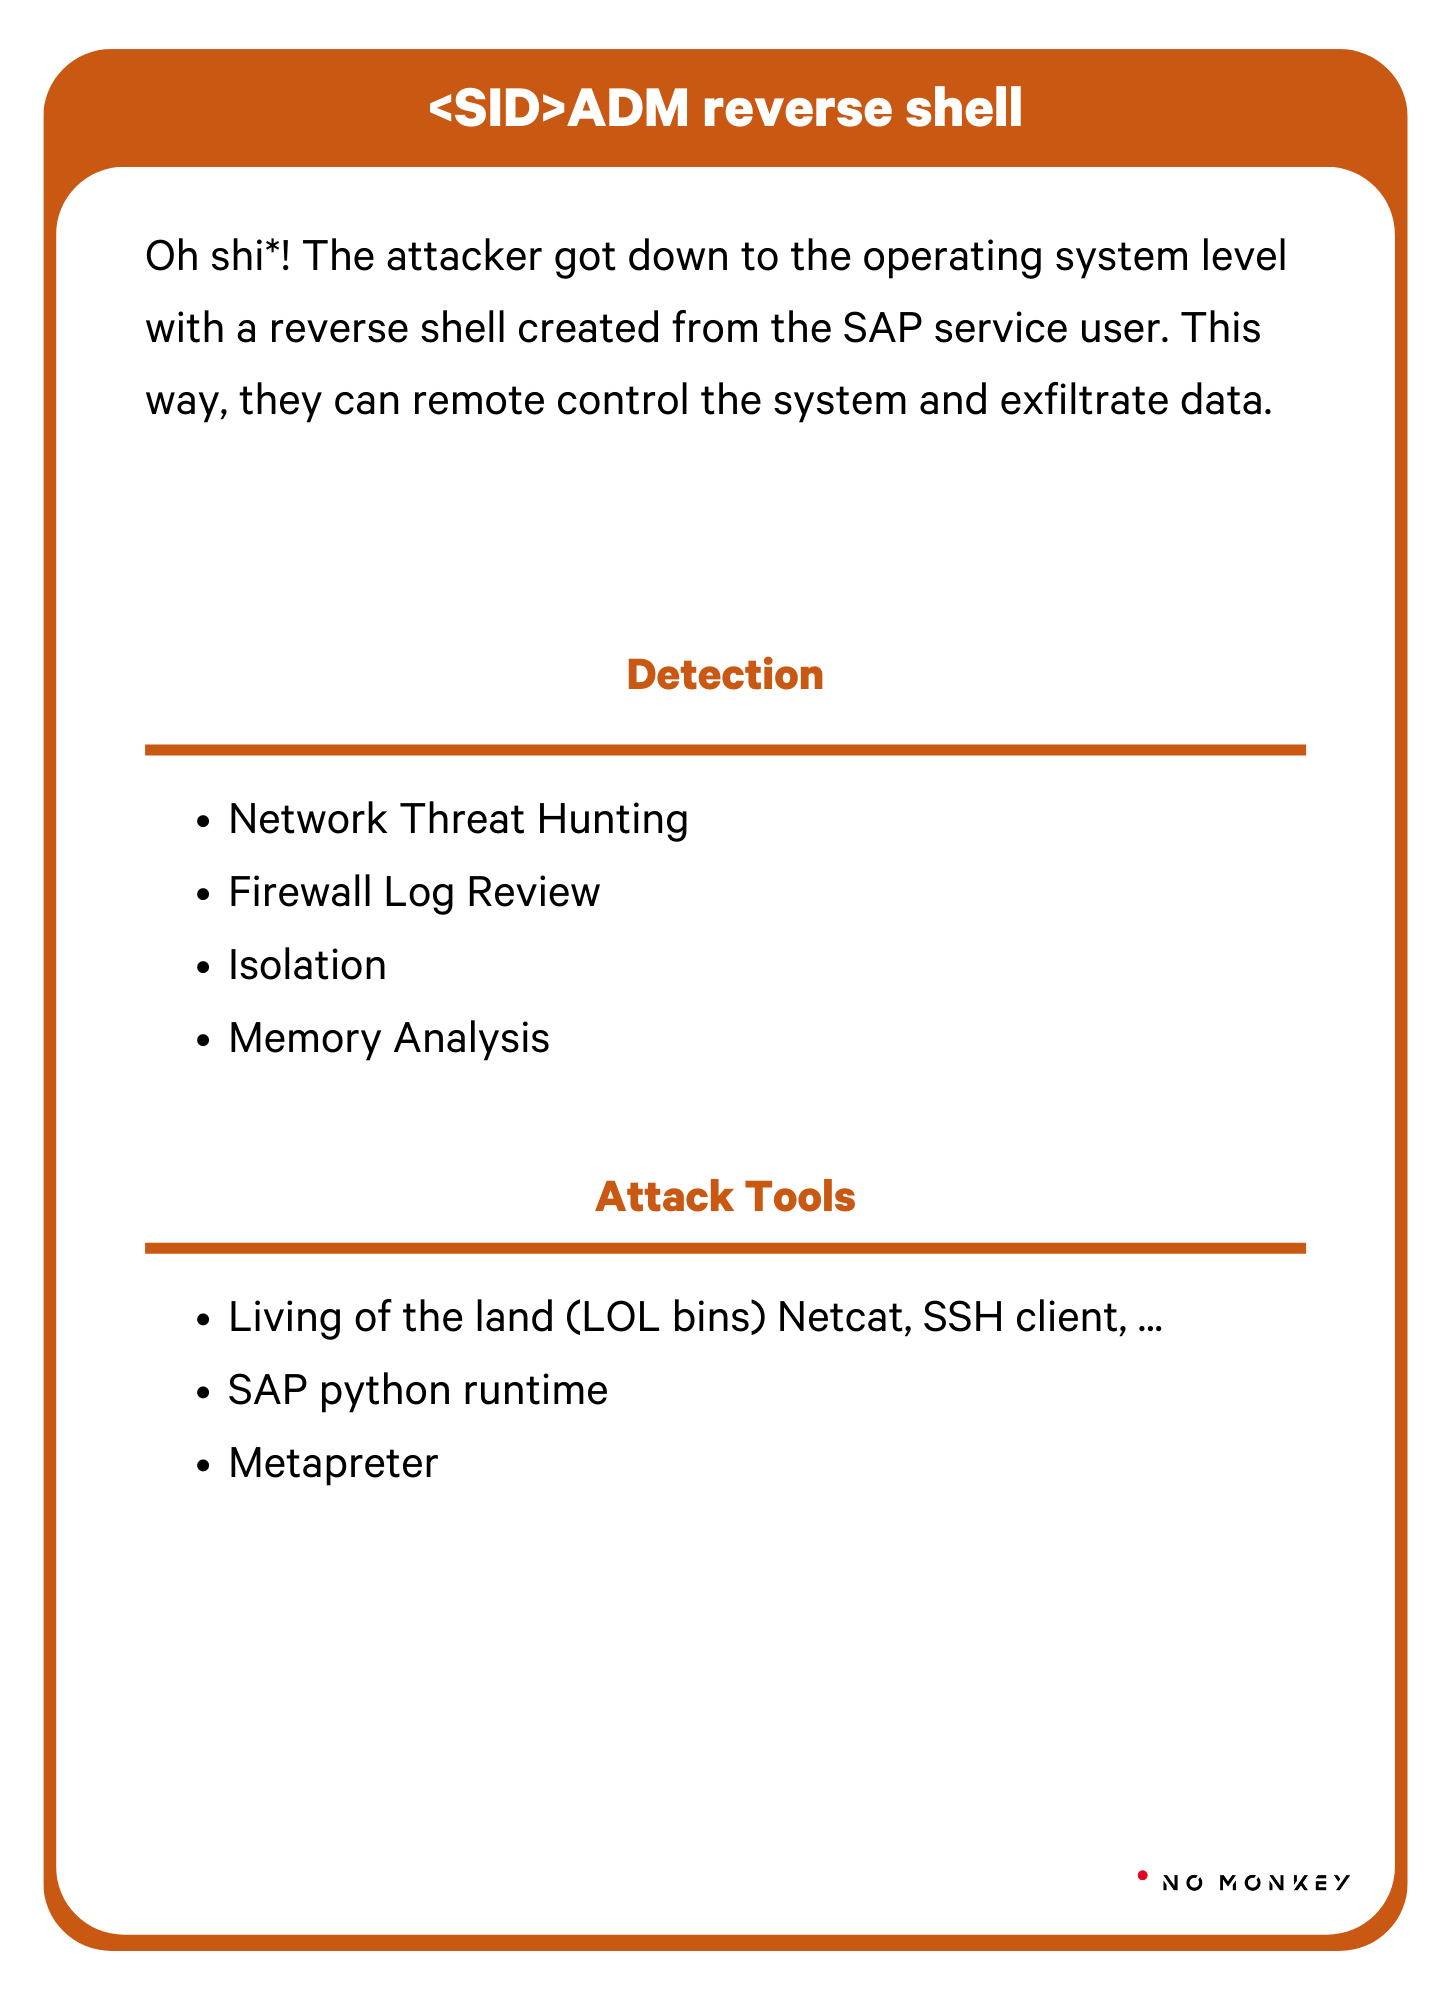 <SID>ADM reverse shell
Oh shi*! The attacker got down to the operating system level
with a reverse shell created from the SAP service user. This
way, they can remote control the system and exfiltrate data.
Detection
• Network Threat Hunting
• Firewall Log Review
• Isolation
• Memory Analysis
Attack Tools
• Living of the land (LOL bins) Netcat, SSH client, ...
• SAP python runtime
• Metapreter
NO MONKEY